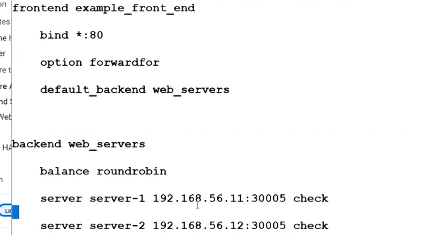 frontend example_front_end
bind *:80
option forwardfor
default_backend web_servers
backend web_servers
balance roundrobin
server server-1 192.168.56.11:30005 check
server server-2 192.168.56.12:30005 check